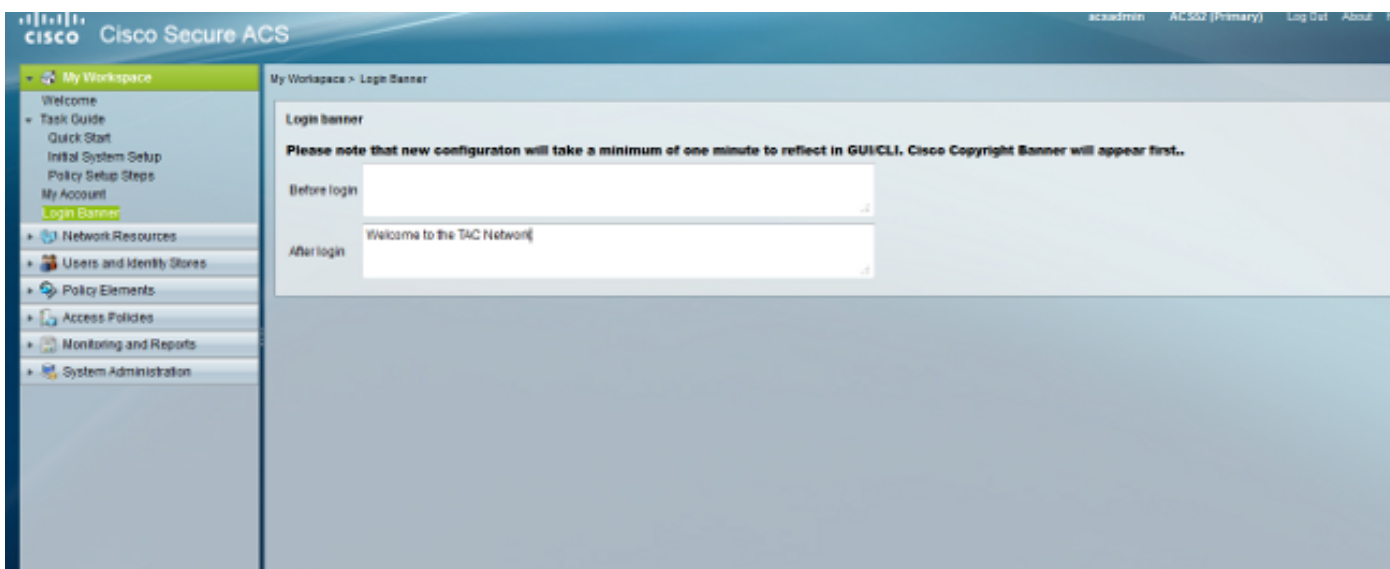 CISCO Cisco Secure ACS
acsadmin ACS52 (Primary) Log Out About
My Workspace
Welcome
Task Guide
Quick Start
Initial System Setup
Policy Setup Steps
My Account
Login Banner
Network Resources
Users and Identity Stores
Policy Elements
Access Policies
Monitoring and Reports
System Administration
My Workspace > Login Banner
Login banner
Please note that new configuraton will take a minimum of one minute to reflect in GUI/CLI. Cisco Copyright Banner will appear first..
Before login
After login
Welcome to the TAC Network